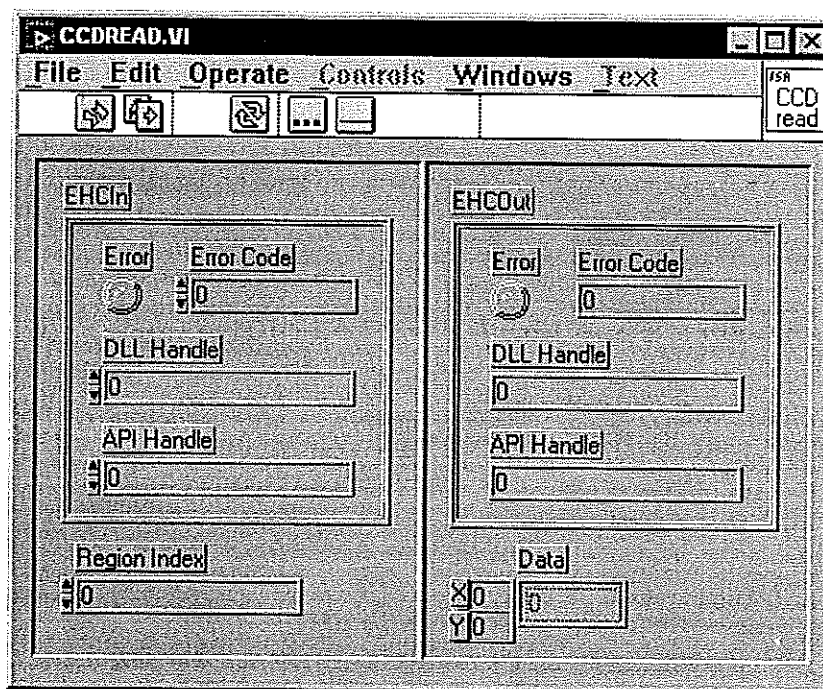 CCDREAD.VI
File Edit Operate Controls Windows Text
ISA
CCD
read
EHCIn
Error Error Code
0
DLL Handle
0
API Handle
0
Region Index
0
EHCOut
Error Error Code
0
DLL Handle
0
API Handle
0
Data
X 0
0
Y 0